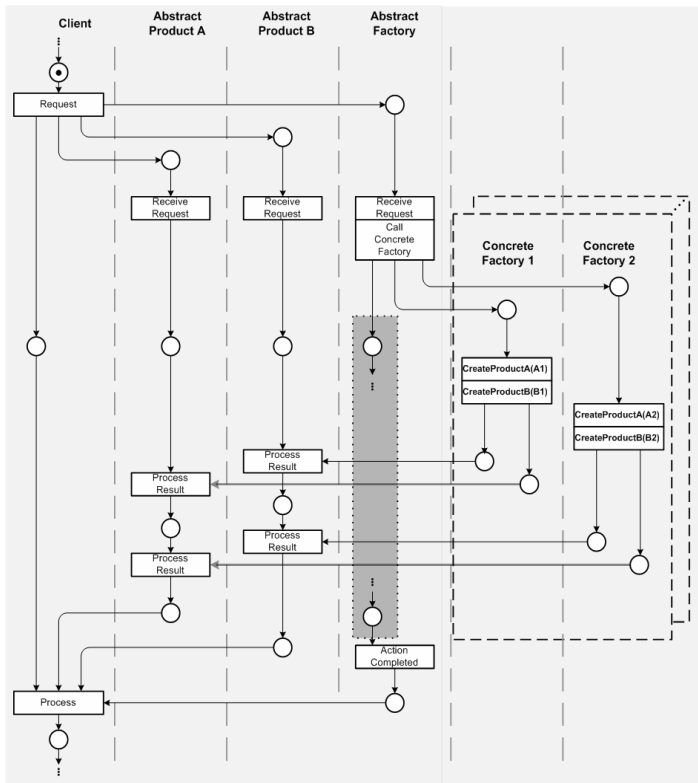 Client
Abstract
Product A
Abstract
Product B
Abstract
Factory
Request
Receive
Request
Receive
Request
Receive
Request
Call
Concrete
Factory
Concrete
Factory 1
Concrete
Factory 2
CreateProductA(A1)
CreateProductB(B1)
CreateProductA(A2)
CreateProductB(B2)
Process
Result
Process
Result
Process
Result
Process
Result
Action
Completed
Process